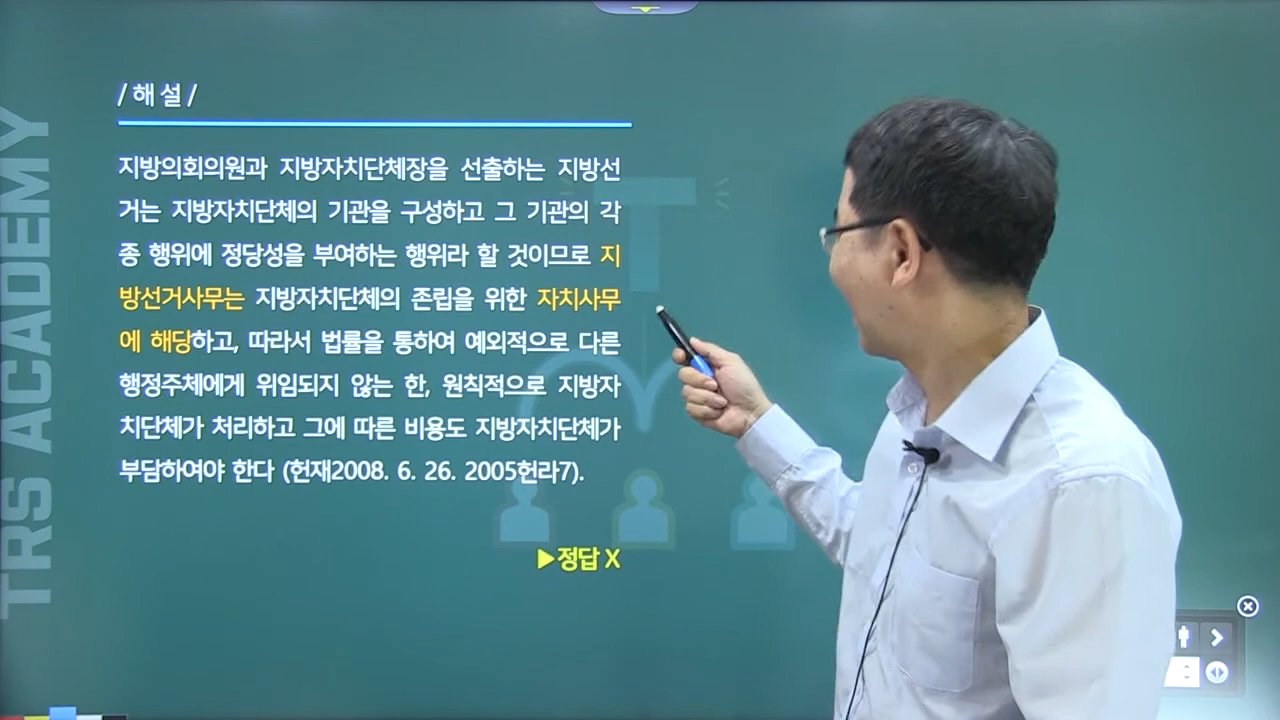 / 해 설 /
지방의회의원과 지방자치단체장을 선출하는 지방선
거는 지방자치단체의 기관을 구성하고 그 기관의 각
종 행위에 정당성을 부여하는 행위라 할 것이므로 지
방선거사무는 지방자치단체의 존립을 위한 자치사무
에 해당하고, 따라서 법률을 통하여 예외적으로 다른
행정주체에게 위임되지 않는 한, 원칙적으로 지방자
치단체가 처리하고 그에 따른 비용도 지방자치단체가
부담하여야 한다 (헌재2008. 6. 26. 2005헌라7).
▶정답 X
TRS ACADEMY